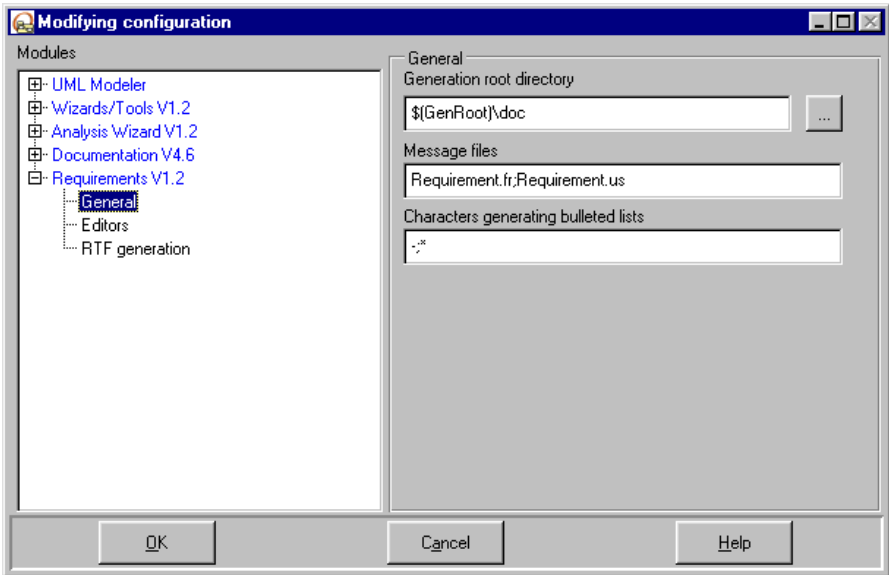 Modifying configuration
Modules
UML Modeler
Wizards/Tools V1.2
Analysis Wizard V1.2
Documentation V4.6
Requirements V1.2
General
Editors
RTF generation
General
Generation root directory
$(GenRoot)\doc
...
Message files
Requirement.fr;Requirement.us
Characters generating bulleted lists
-;*
OK
Cancel
Help